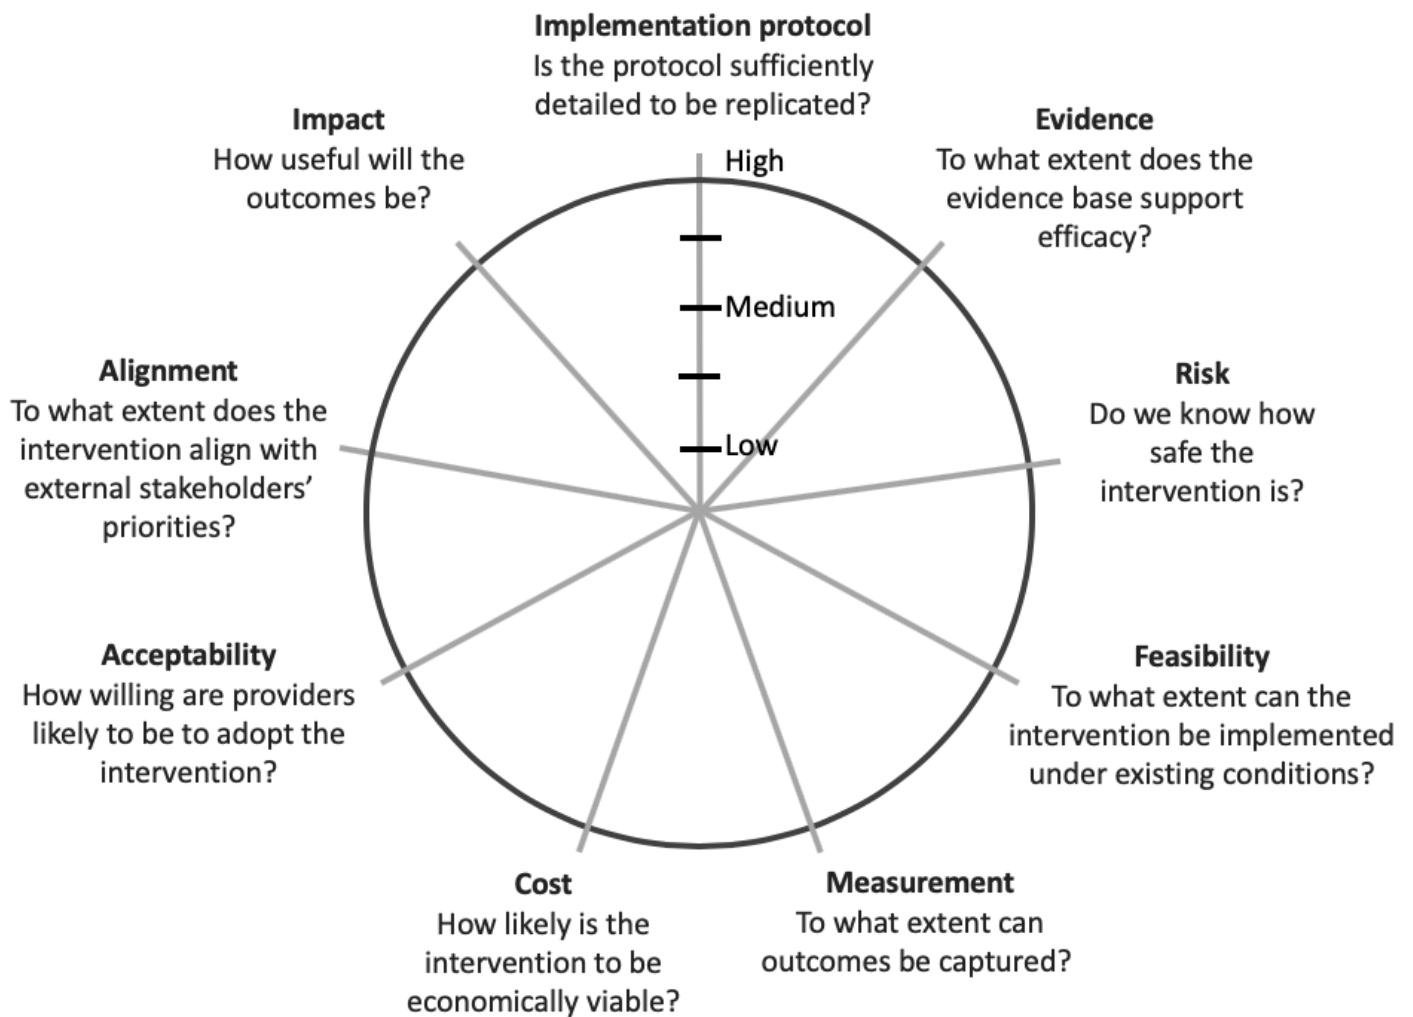 Implementation protocol
Is the protocol sufficiently
detailed to be replicated?
High
Medium
Low
Evidence
To what extent does the
evidence base support
efficacy?
Risk
Do we know how
safe the
intervention is?
Feasibility
To what extent can the
intervention be implemented
under existing conditions?
Measurement
To what extent can
outcomes be captured?
Cost
How likely is the
intervention to be
economically viable?
Acceptability
How willing are providers
likely to be to adopt the
intervention?
Alignment
To what extent does the
intervention align with
external stakeholders’
priorities?
Impact
How useful will the
outcomes be?